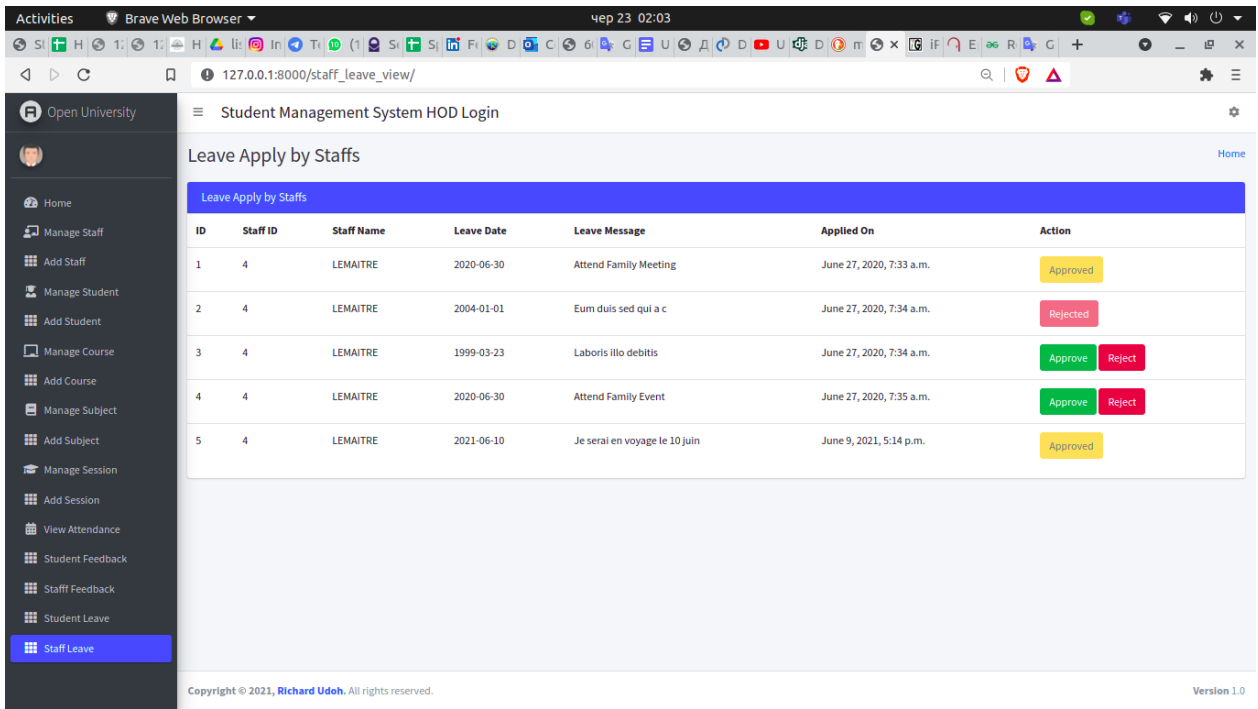 Activities Brave Web Browser чер 23 02:03
127.0.0.1:8000/staff_leave_view/
Open University
Student Management System HOD Login
Leave Apply by Staffs
Home
Home
Manage Staff
Add Staff
Manage Student
Add Student
Manage Course
Add Course
Manage Subject
Add Subject
Manage Session
Add Session
View Attendance
Student Feedback
Stafff Feedback
Student Leave
Staff Leave
Leave Apply by Staffs
ID Staff ID Staff Name Leave Date Leave Message Applied On Action
1 4 LEMAITRE 2020-06-30 Attend Family Meeting June 27, 2020, 7:33 a.m. Approved
2 4 LEMAITRE 2004-01-01 Eum duis sed qui a c June 27, 2020, 7:34 a.m. Rejected
3 4 LEMAITRE 1999-03-23 Laboris illo debitis June 27, 2020, 7:34 a.m. Approve Reject
4 4 LEMAITRE 2020-06-30 Attend Family Event June 27, 2020, 7:35 a.m. Approve Reject
5 4 LEMAITRE 2021-06-10 Je serai en voyage le 10 juin June 9, 2021, 5:14 p.m. Approved
Copyright © 2021, Richard Udoh. All rights reserved. Version 1.0